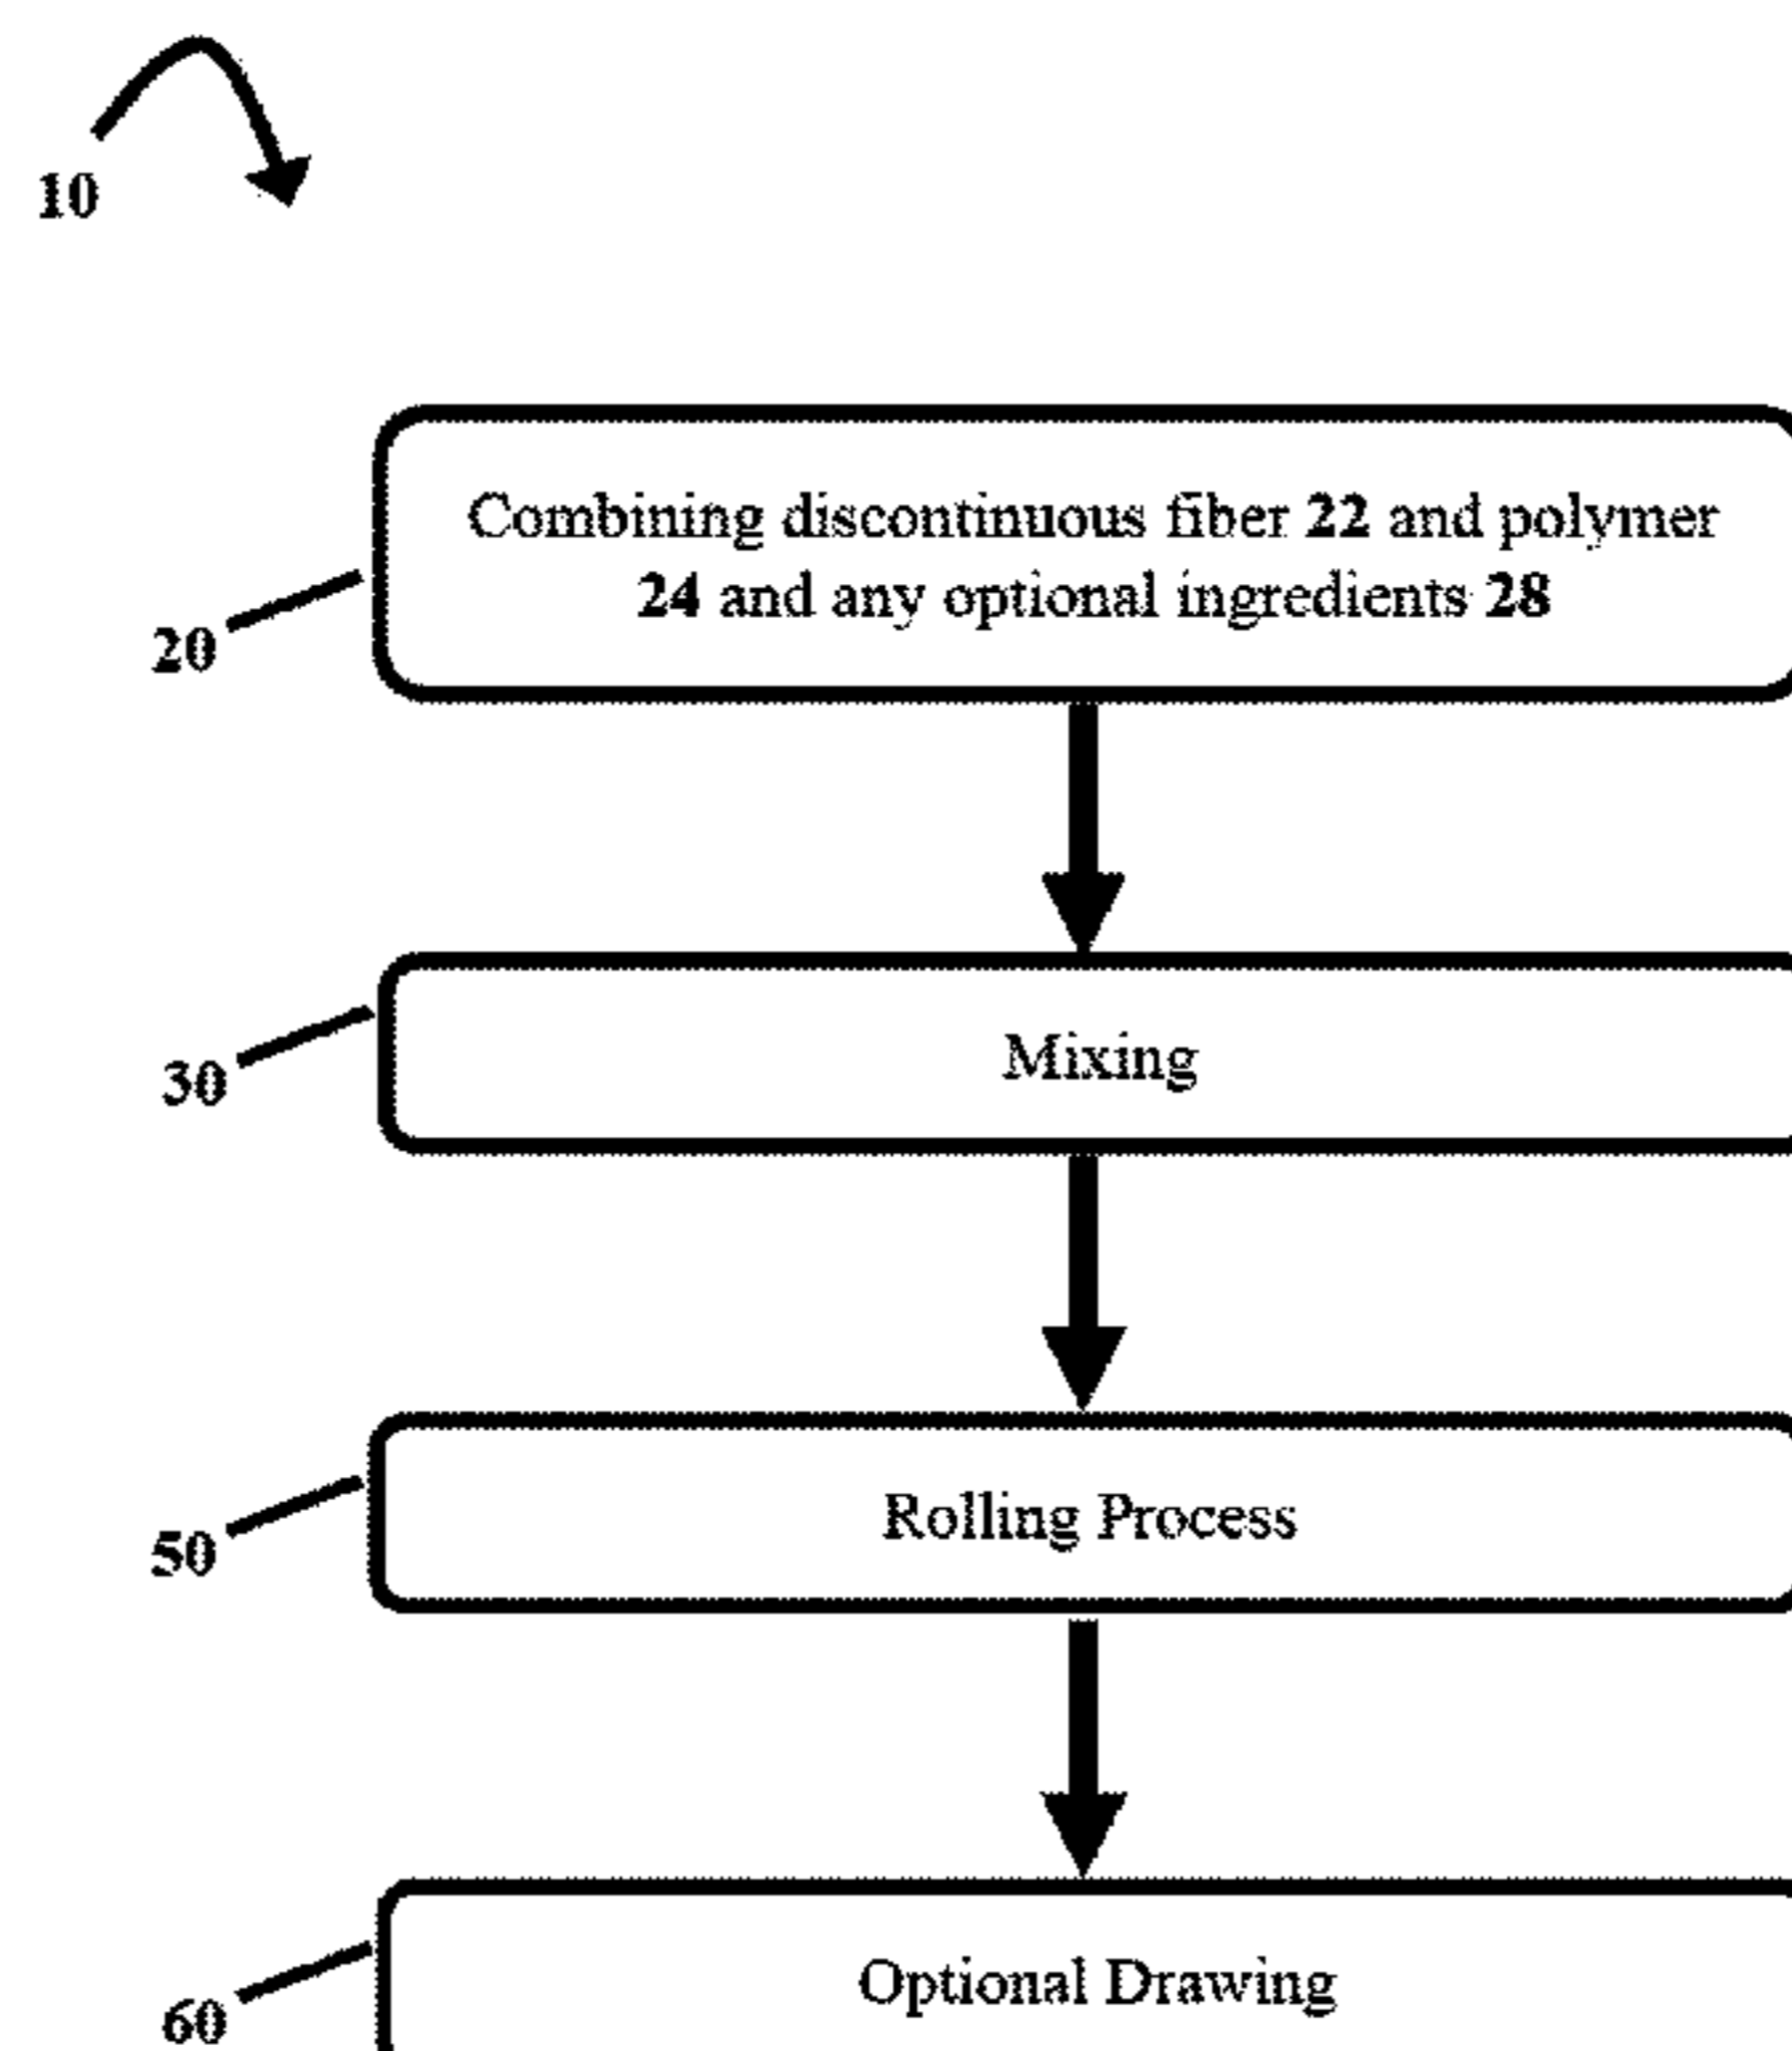 10
Combining discontinuous fiber 22 and polymer
24 and any optional ingredients 28
20
Mixing
30
Rolling Process
50
Optional Drawing
60